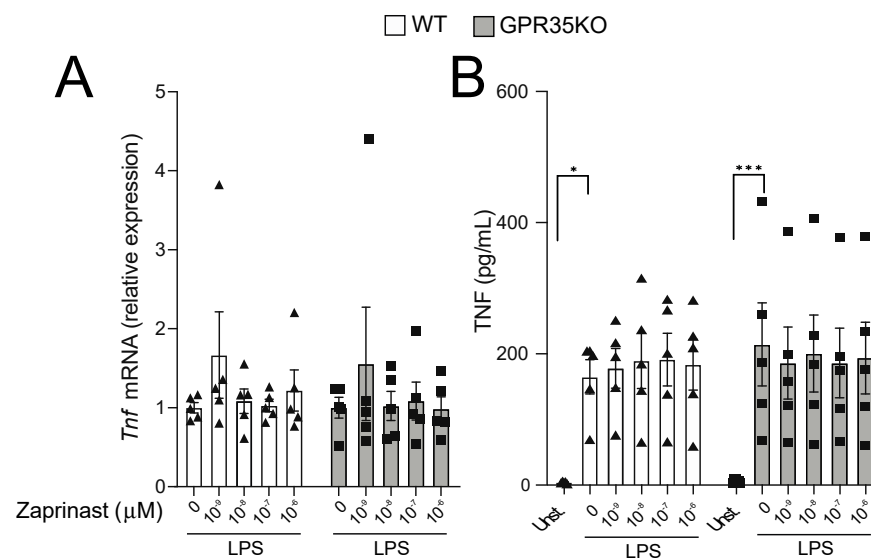 WT GPR35KO
A
B
Tnf mRNA (relative expression)
5
4
3
2
1
0
Zaprinast (μM)
0 10⁻⁹ 10⁻⁸ 10⁻⁷ 10⁻⁶ 0 10⁻⁹ 10⁻⁸ 10⁻⁷ 10⁻⁶
LPS LPS
TNF (pg/mL)
600
400
200
0
* ***
Unst. 0 10⁻⁹ 10⁻⁸ 10⁻⁷ 10⁻⁶ Unst. 0 10⁻⁹ 10⁻⁸ 10⁻⁷ 10⁻⁶
LPS LPS